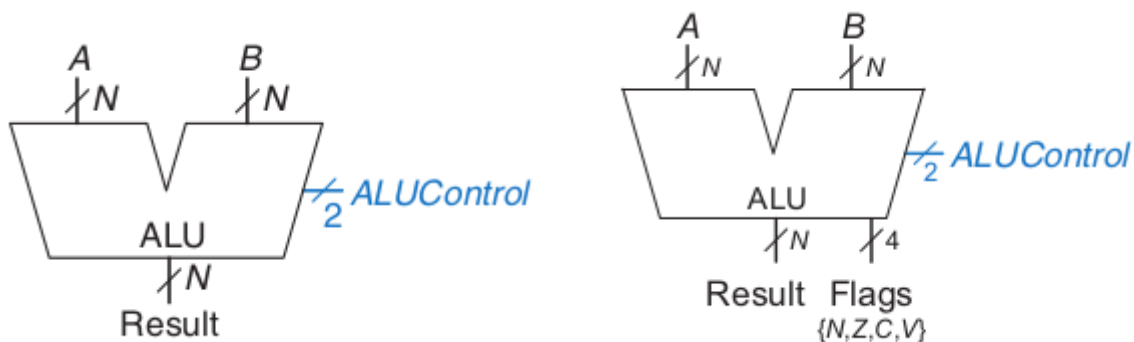 A B
N N
ALUControl
2
ALU
N
Result
A B
N N
ALUControl
2
ALU
N 4
Result Flags
{N,Z,C,V}